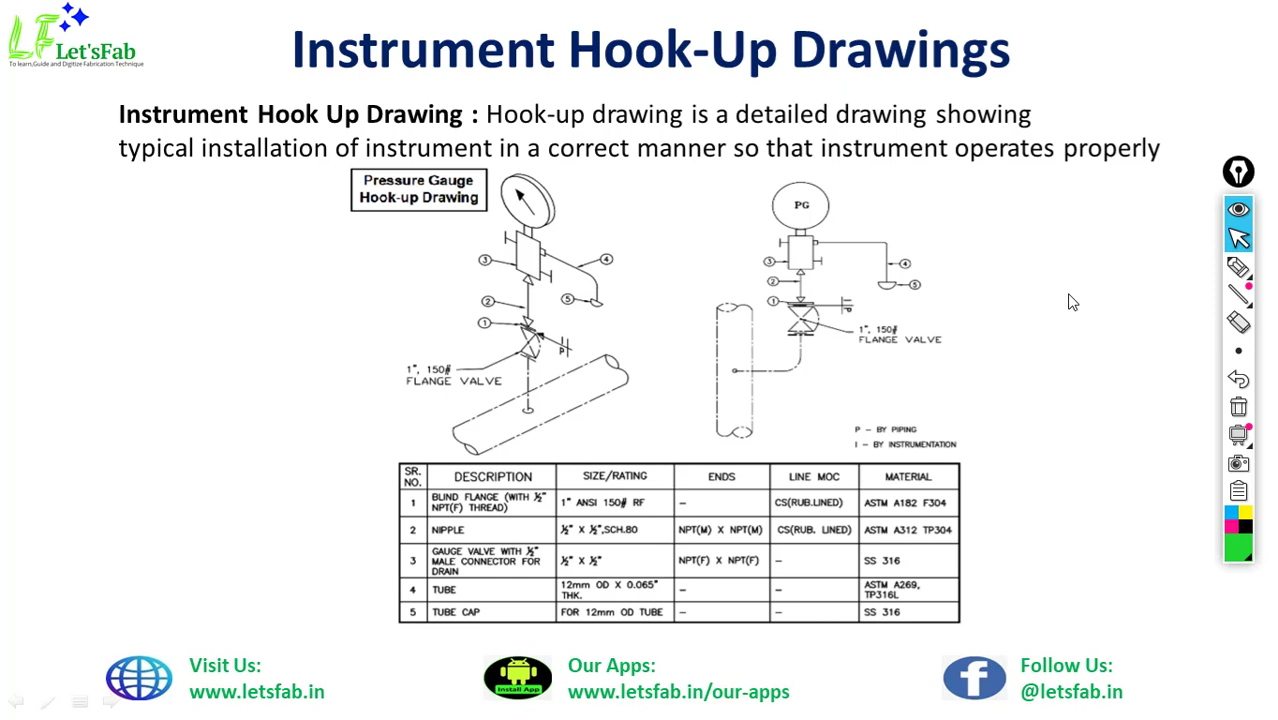 LF
Let'sFab
To learn,Guide and Digitize Fabrication Technique
Instrument Hook-Up Drawings
Instrument Hook Up Drawing : Hook-up drawing is a detailed drawing showing
typical installation of instrument in a correct manner so that instrument operates properly
Pressure Gauge
Hook-up Drawing
3
4
5
2
1
I
P
1", 150#
FLANGE VALVE
PG
3
4
2
5
1
I
P
1", 150#
FLANGE VALVE
P – BY PIPING
I – BY INSTRUMENTATION
SR. NO. DESCRIPTION SIZE/RATING ENDS LINE MOC MATERIAL
1 BLIND FLANGE (WITH ½" NPT(F) THREAD) 1" ANSI 150# RF – CS(RUB.LINED) ASTM A182 F304
2 NIPPLE ½" X ½",SCH.80 NPT(M) X NPT(M) CS(RUB. LINED) ASTM A312 TP304
3 GAUGE VALVE WITH ½" MALE CONNECTOR FOR DRAIN ½" X ½" NPT(F) X NPT(F) – SS 316
4 TUBE 12mm OD X 0.065" THK. – – ASTM A269, TP316L
5 TUBE CAP FOR 12mm OD TUBE – – SS 316
Visit Us:
www.letsfab.in
Install App
Our Apps:
www.letsfab.in/our-apps
f
Follow Us:
@letsfab.in